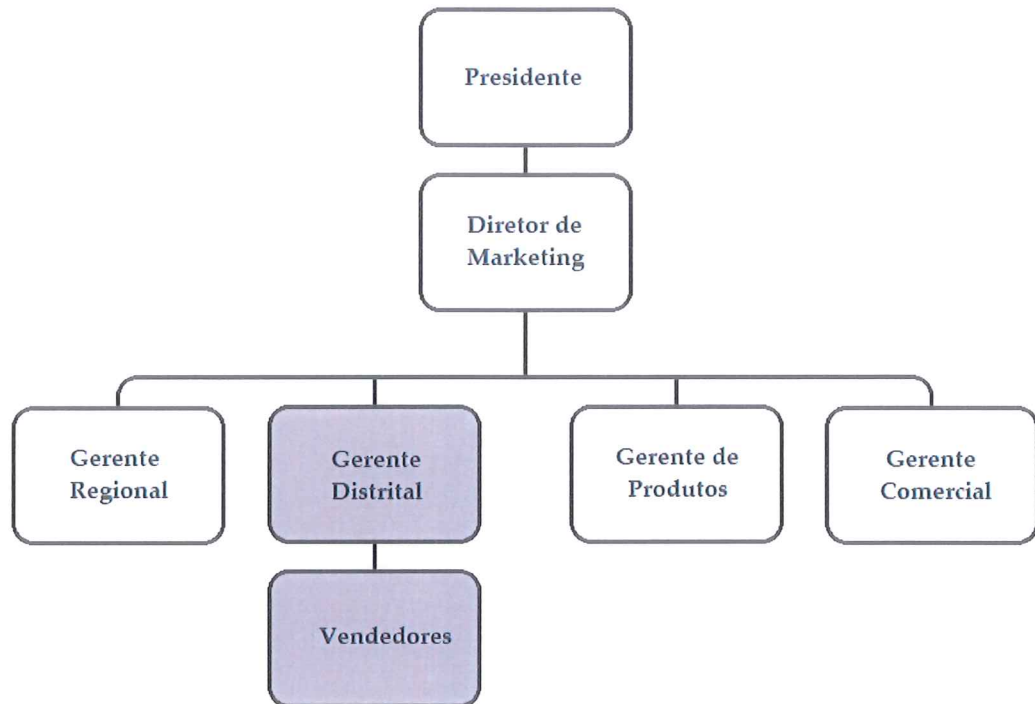 Presidente
Diretor de
Marketing
Gerente
Regional
Gerente
Distrital
Gerente de
Produtos
Gerente
Comercial
Vendedores